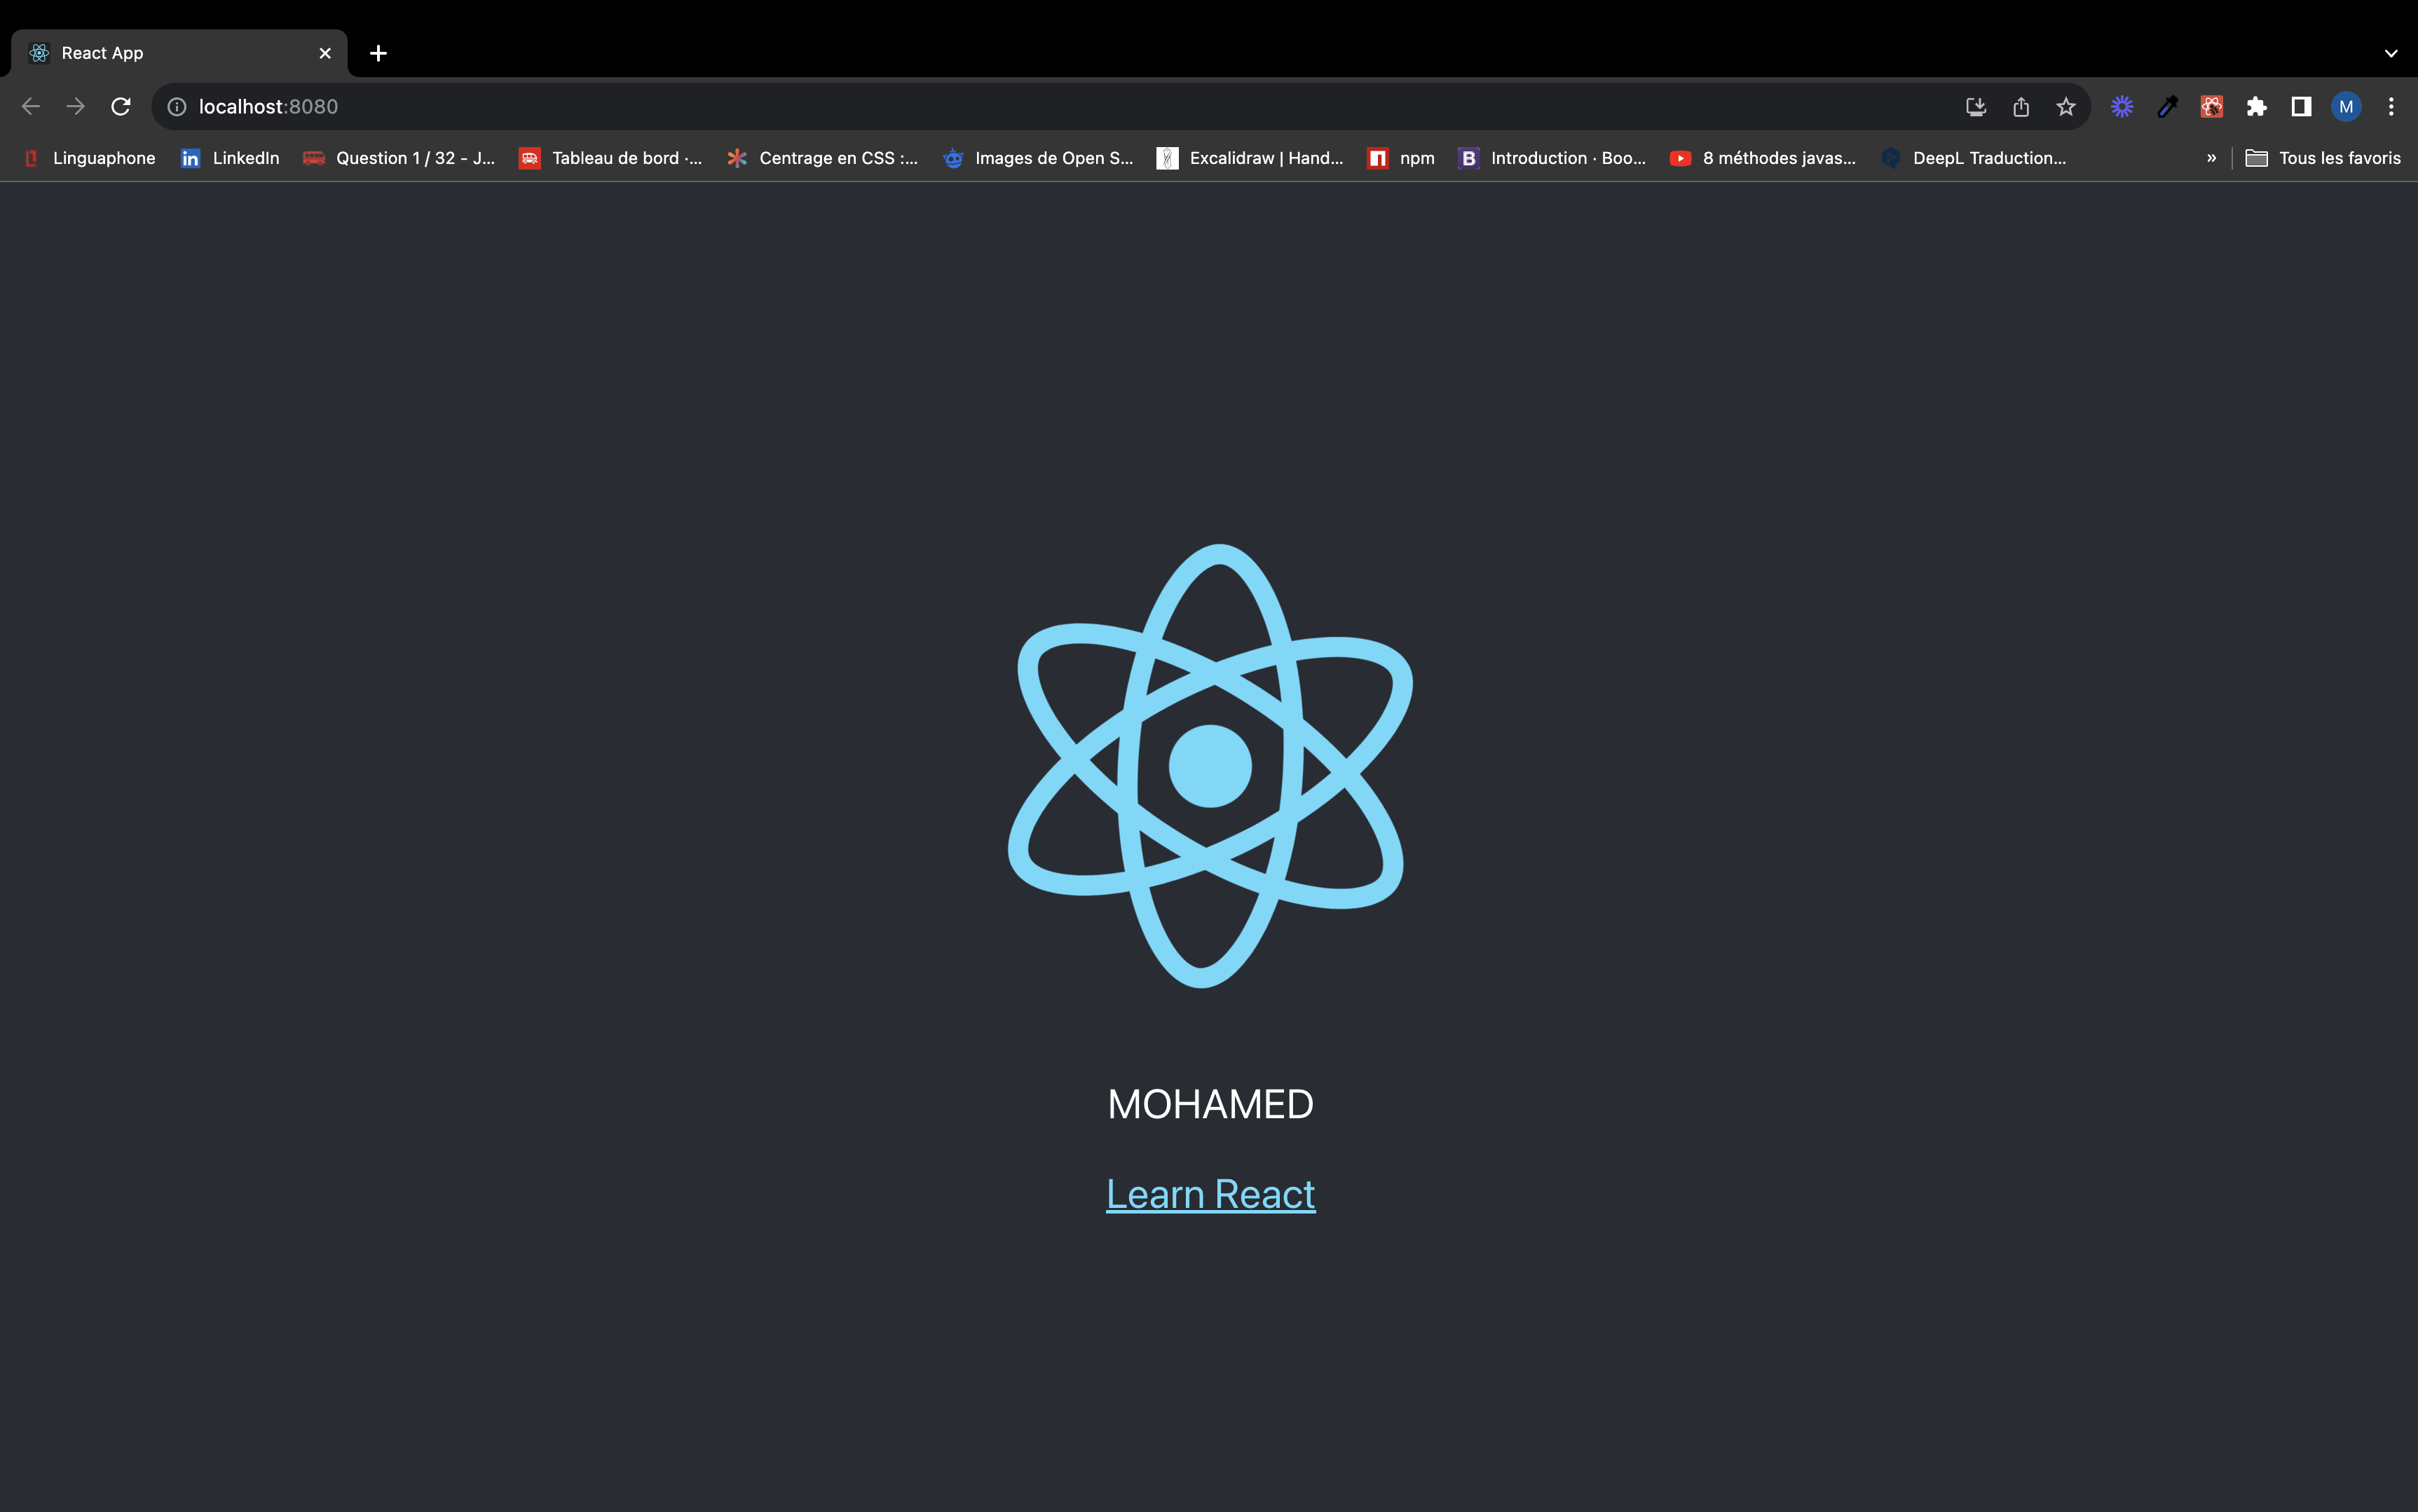 React App
localhost:8080
M
Linguaphone LinkedIn Question 1 / 32 - J... Tableau de bord ·... Centrage en CSS :... Images de Open S... Excalidraw | Hand... npm Introduction · Boo... 8 méthodes javas... DeepL Traduction... » Tous les favoris
MOHAMED
Learn React